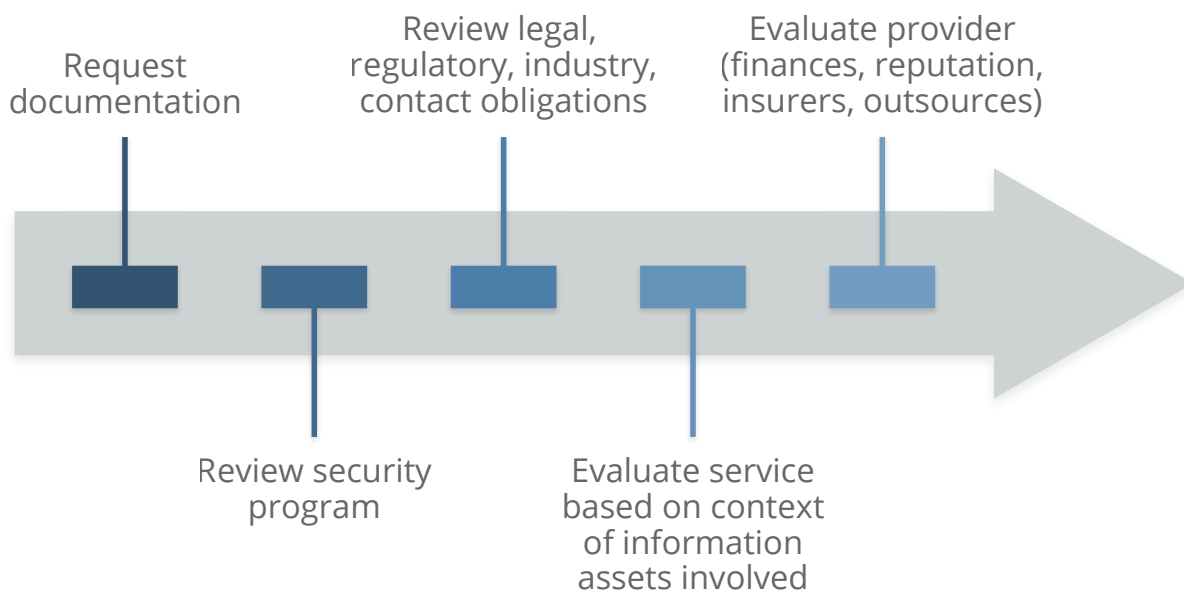 Request
documentation
Review security
program
Review legal,
regulatory, industry,
contact obligations
Evaluate service
based on context
of information
assets involved
Evaluate provider
(finances, reputation,
insurers, outsources)